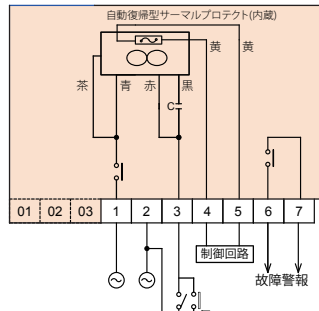 自動復帰型サーマルプロテクト(内蔵)
黄 黄
茶 青 赤 黒
C
01 02 03 1 2 3 4 5 6 7
制御回路
故障警報